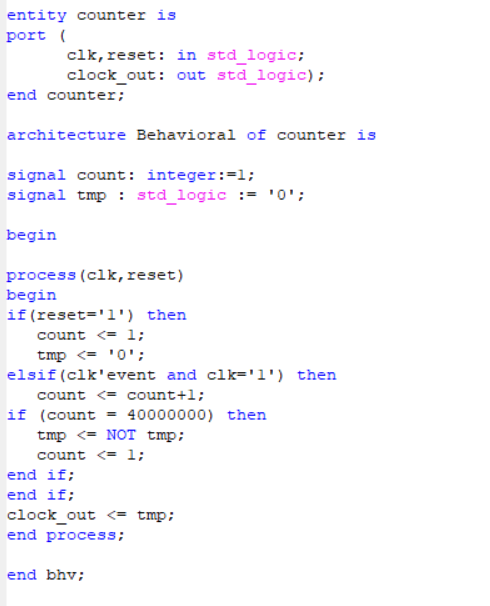 entity counter is
port (
clk,reset: in std_logic;
clock_out: out std_logic);
end counter;
architecture Behavioral of counter is
signal count: integer:=1;
signal tmp : std_logic := '0';
begin
process(clk,reset)
begin
if(reset='1') then
count <= 1;
tmp <= '0';
elsif(clk'event and clk='1') then
count <= count+1;
if (count = 40000000) then
tmp <= NOT tmp;
count <= 1;
end if;
end if;
clock_out <= tmp;
end process;
end bhv;